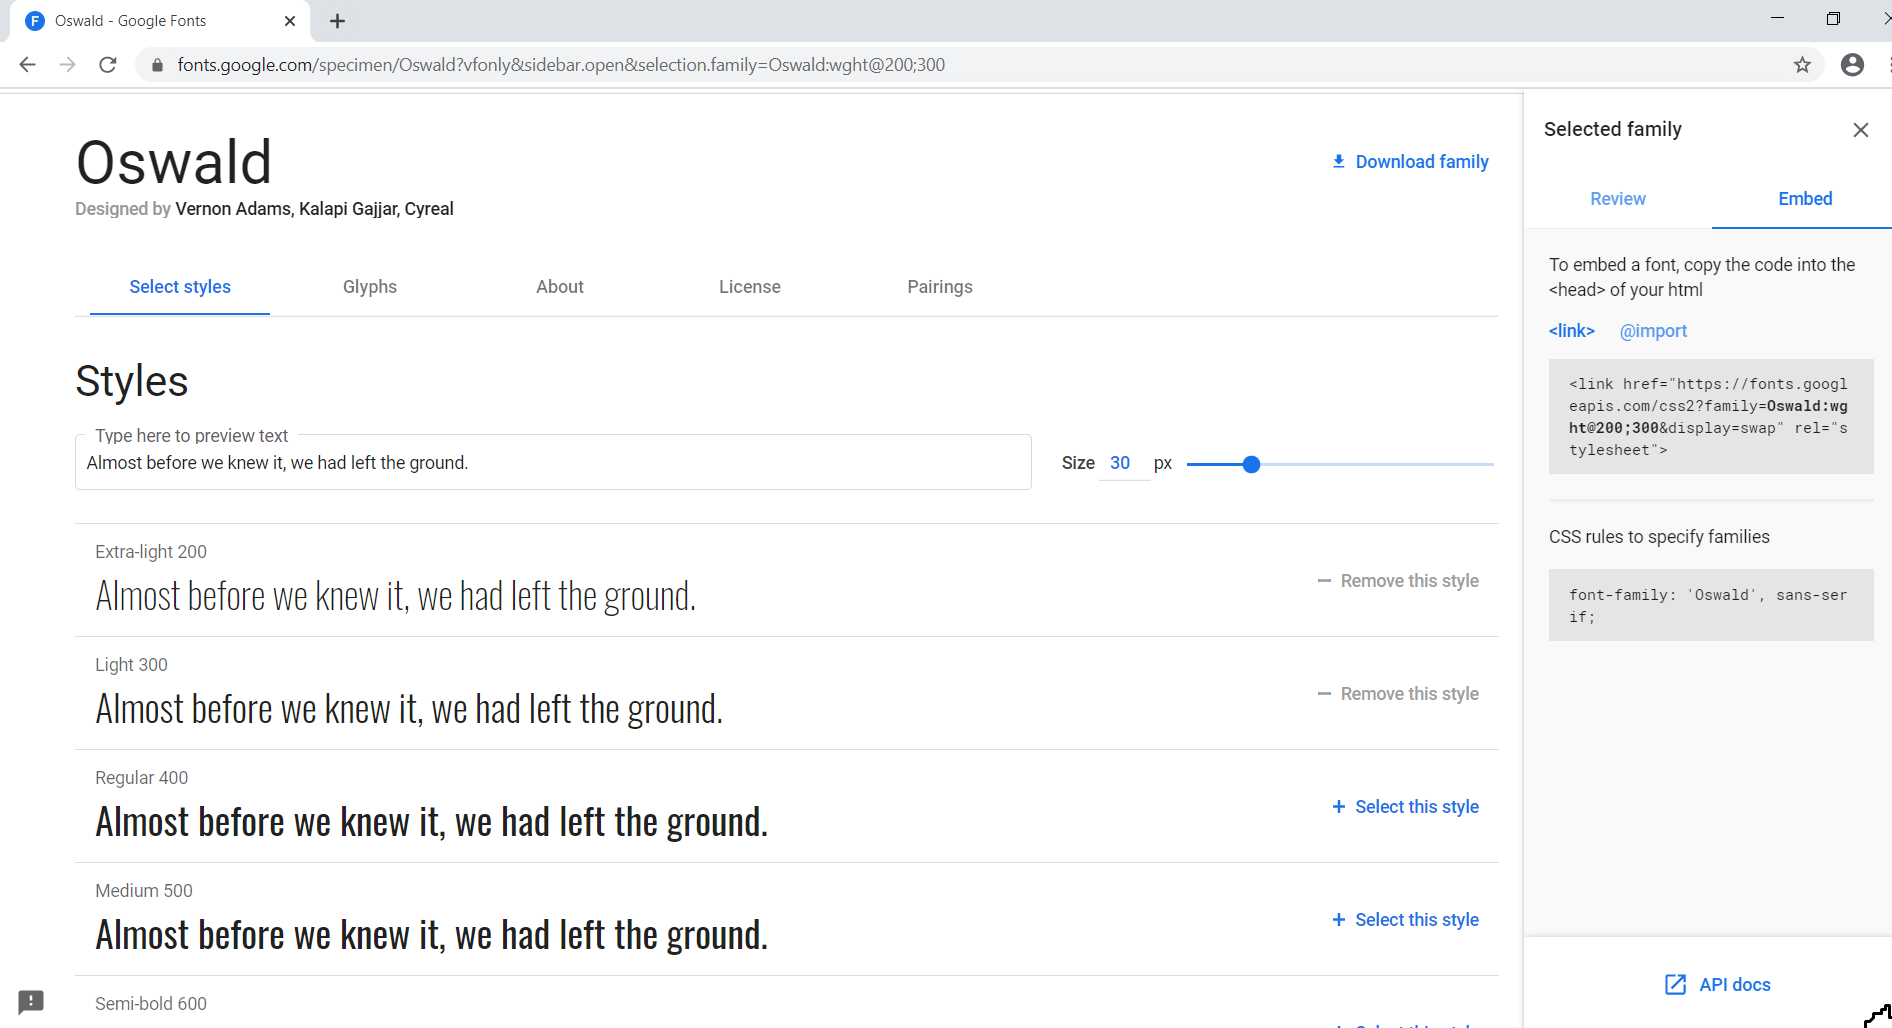 Oswald - Google Fonts
fonts.google.com/specimen/Oswald?vfonly&sidebar.open&selection.family=Oswald:wght@200;300
Oswald
Designed by Vernon Adams, Kalapi Gajjar, Cyreal
Download family
Select styles
Glyphs
About
License
Pairings
Styles
Type here to preview text
Almost before we knew it, we had left the ground.
Size 30 px
Extra-light 200
Almost before we knew it, we had left the ground.
Remove this style
Light 300
Almost before we knew it, we had left the ground.
Remove this style
Regular 400
Almost before we knew it, we had left the ground.
Select this style
Medium 500
Almost before we knew it, we had left the ground.
Select this style
Semi-bold 600
Selected family
Review
Embed
To embed a font, copy the code into the
<head> of your html
<link>
@import
<link href="https://fonts.googl
eapis.com/css2?family=Oswald:wg
ht@200;300&display=swap" rel="s
tylesheet">
CSS rules to specify families
font-family: 'Oswald', sans-ser
if;
API docs